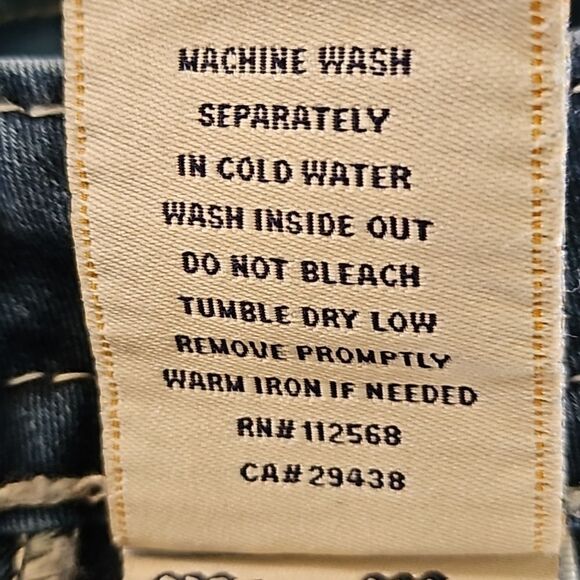 MACHINE WASH
SEPARATELY
IN COLD WATER
WASH INSIDE OUT
DO NOT BLEACH
TUMBLE DRY LOW
REMOVE PROMPTLY
WARM IRON IF NEEDED
RN# 112568
CA# 29438